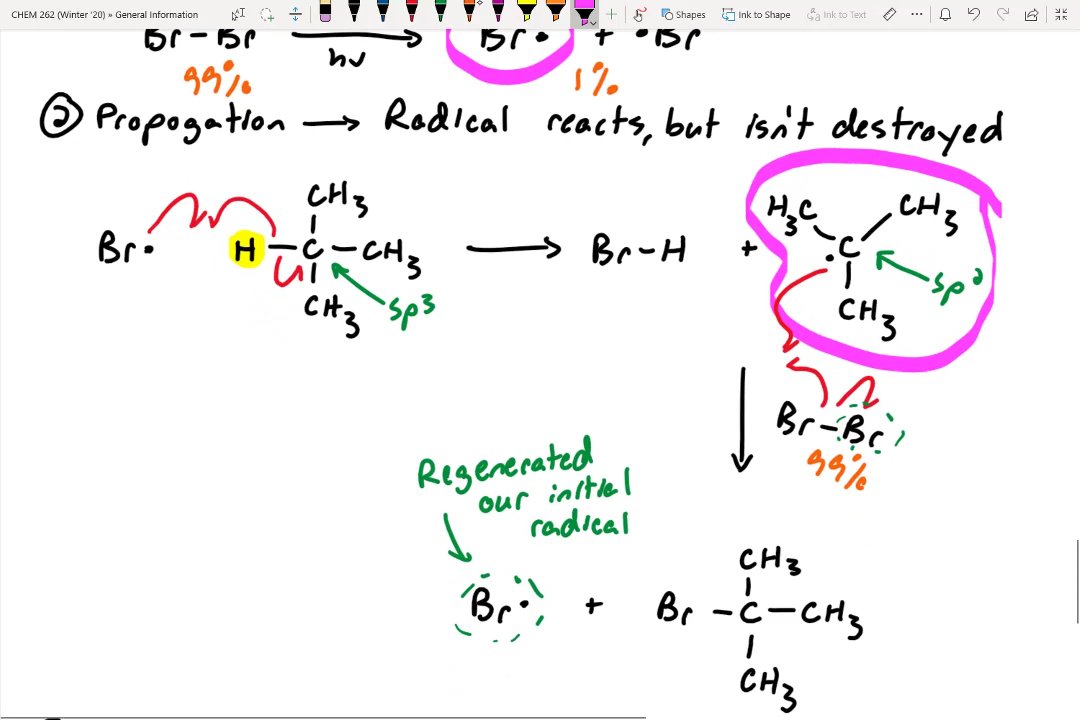 CHEM 262 (Winter '20) » General Information
Shapes
Ink to Shape
Ink to Text
Br-Br
hν
Br• + •Br
99%
1%
② Propogation → Radical reacts, but isn't destroyed
CH3
H3C
CH3
Br•
H-C-CH3
Br-H
+
•C
CH3
sp3
sp2
CH3
Br-Br
99%
Regenerated
our initial
radical
CH3
Br• + Br-C-CH3
CH3